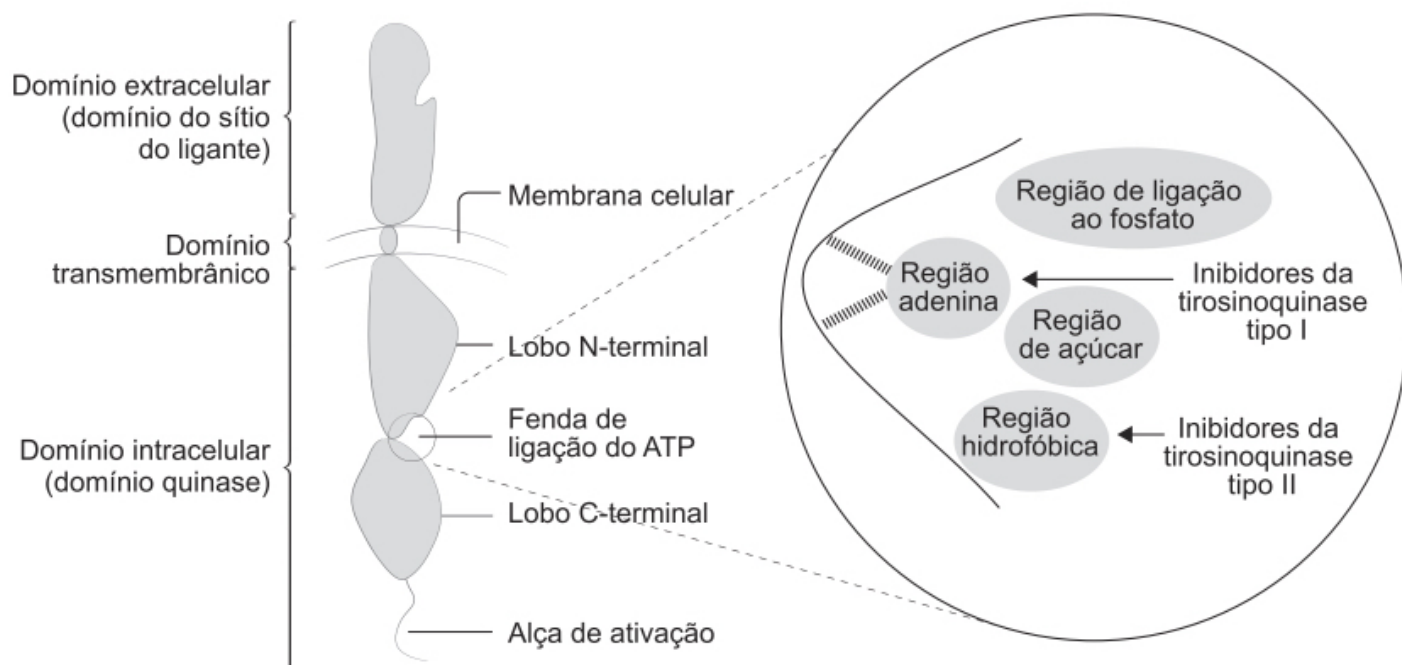 Domínio extracelular
(domínio do sítio
do ligante)
Membrana celular
Domínio
transmembrânico
Lobo N-terminal
Fenda de
ligação do ATP
Domínio intracelular
(domínio quinase)
Lobo C-terminal
Alça de ativação
Região de ligação
ao fosfato
Região
adenina
Inibidores da
tirosinoquinase
tipo I
Região
de açúcar
Região
hidrofóbica
Inibidores da
tirosinoquinase
tipo II